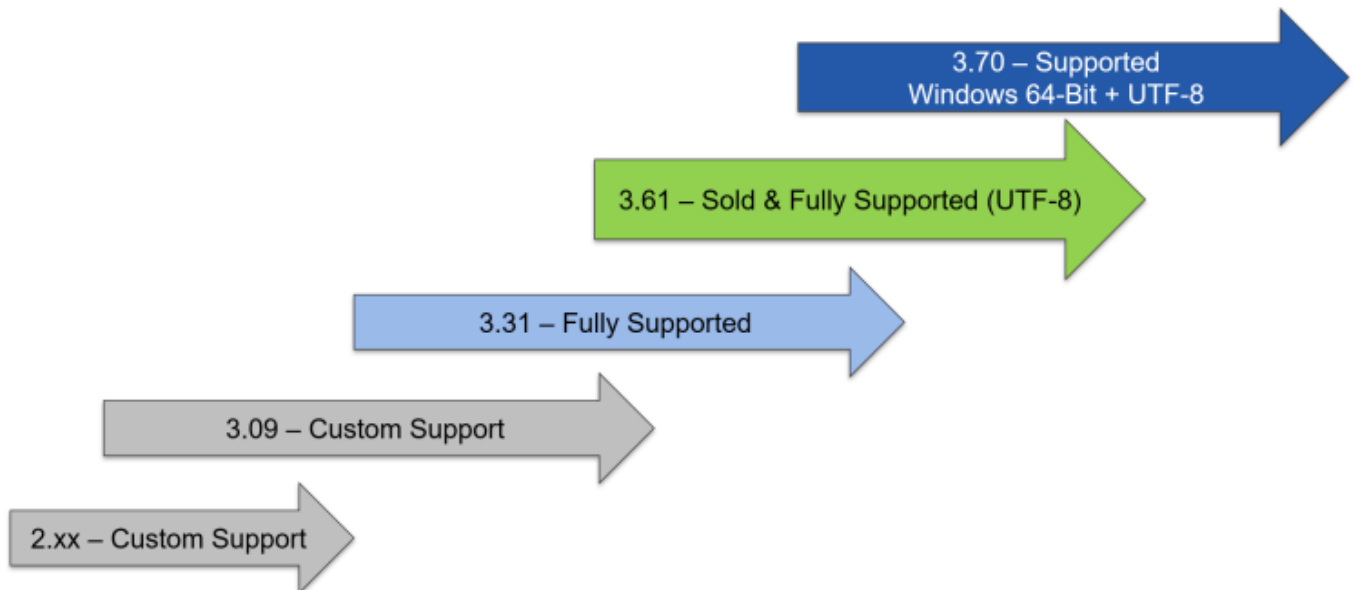 3.70 – Supported
Windows 64-Bit + UTF-8
3.61 – Sold & Fully Supported (UTF-8)
3.31 – Fully Supported
3.09 – Custom Support
2.xx – Custom Support